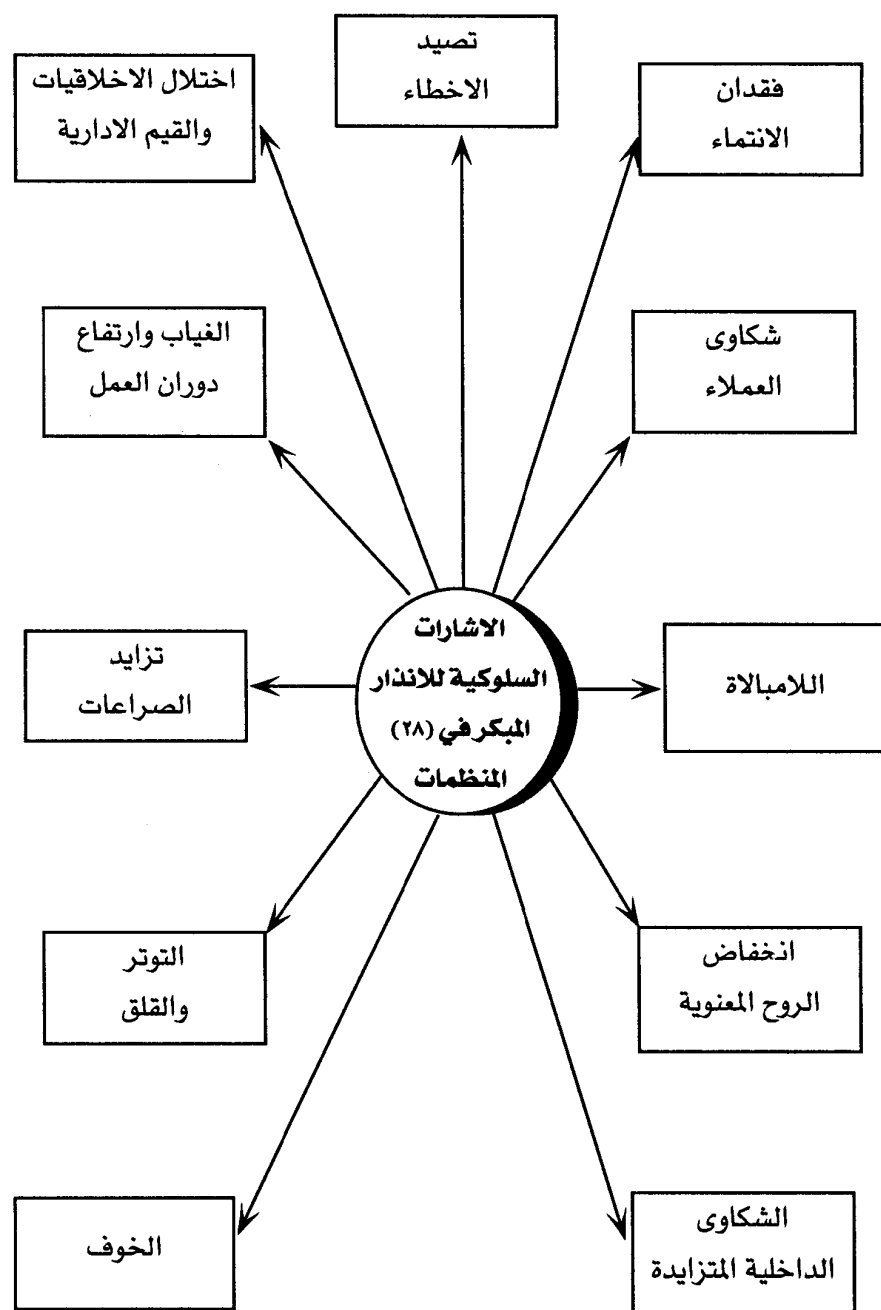 تصيد
الاخطاء
فقدان
الانتماء
اختلال الاخلاقيات
والقيم الادارية
شكاوى
العملاء
الغياب وارتفاع
دوران العمل
الاشارات
السلوكية للانذار
المبكر في (٢٨)
المنظمات
اللامبالاة
تزايد
الصراعات
انخفاض
الروح المعنوية
التوتر
والقلق
الشكاوى
الداخلية المتزايدة
الخوف